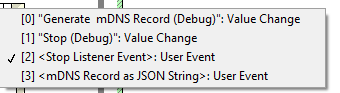 [0] "Generate  mDNS Record (Debug)": Value Change
[1] "Stop (Debug)": Value Change
[2] <Stop Listener Event>: User Event
[3] <mDNS Record as JSON String>: User Event